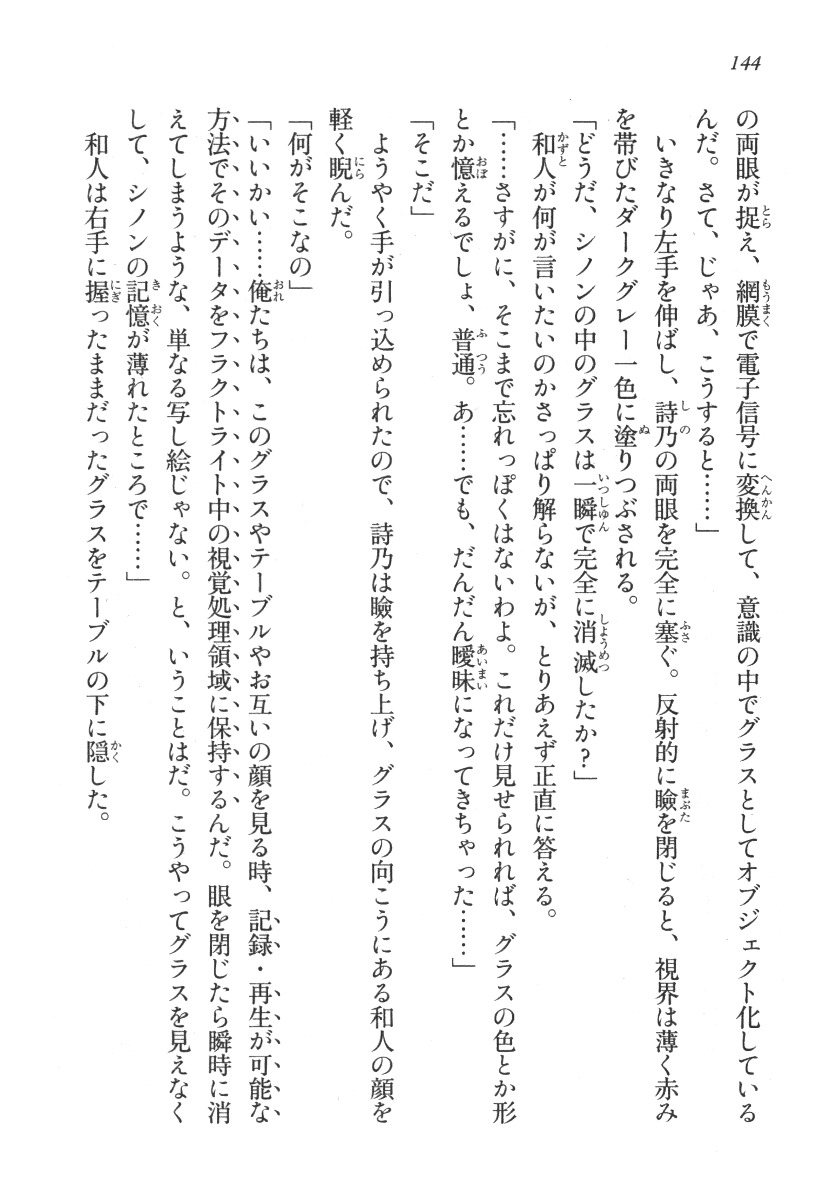 144
の両眼が捉え、網膜で電子信号に変換して、意識の中でグラスとしてオブジェクト化している
んだ。さて、じゃあ、こうすると……」
　いきなり左手を伸ばし、詩乃の両眼を完全に塞ぐ。反射的に瞼を閉じると、視界は薄く赤み
を帯びたダークグレー一色に塗りつぶされる。
「どうだ、シノンの中のグラスは一瞬で完全に消滅したか？」
　和人が何が言いたいのかさっぱり解らないが、とりあえず正直に答える。
「……さすがに、そこまで忘れっぽくはないわよ。これだけ見せられれば、グラスの色とか形
とか憶えるでしょ、普通。あ……でも、だんだん曖昧になってきちゃった……」
「そこだ」
　ようやく手が引っ込められたので、詩乃は瞼を持ち上げ、グラスの向こうにある和人の顔を
軽く睨んだ。
「何がそこなの」
「いいかい……俺たちは、このグラスやテーブルやお互いの顔を見る時、記録・再生が可能な
方法でそのデータをフラクトライト中の視覚処理領域に保持するんだ。眼を閉じたら瞬時に消
えてしまうような、単なる写し絵じゃない。と、いうことはだ。こうやってグラスを見えなく
して、シノンの記憶が薄れたところで……」
　和人は右手に握ったままだったグラスをテーブルの下に隠した。